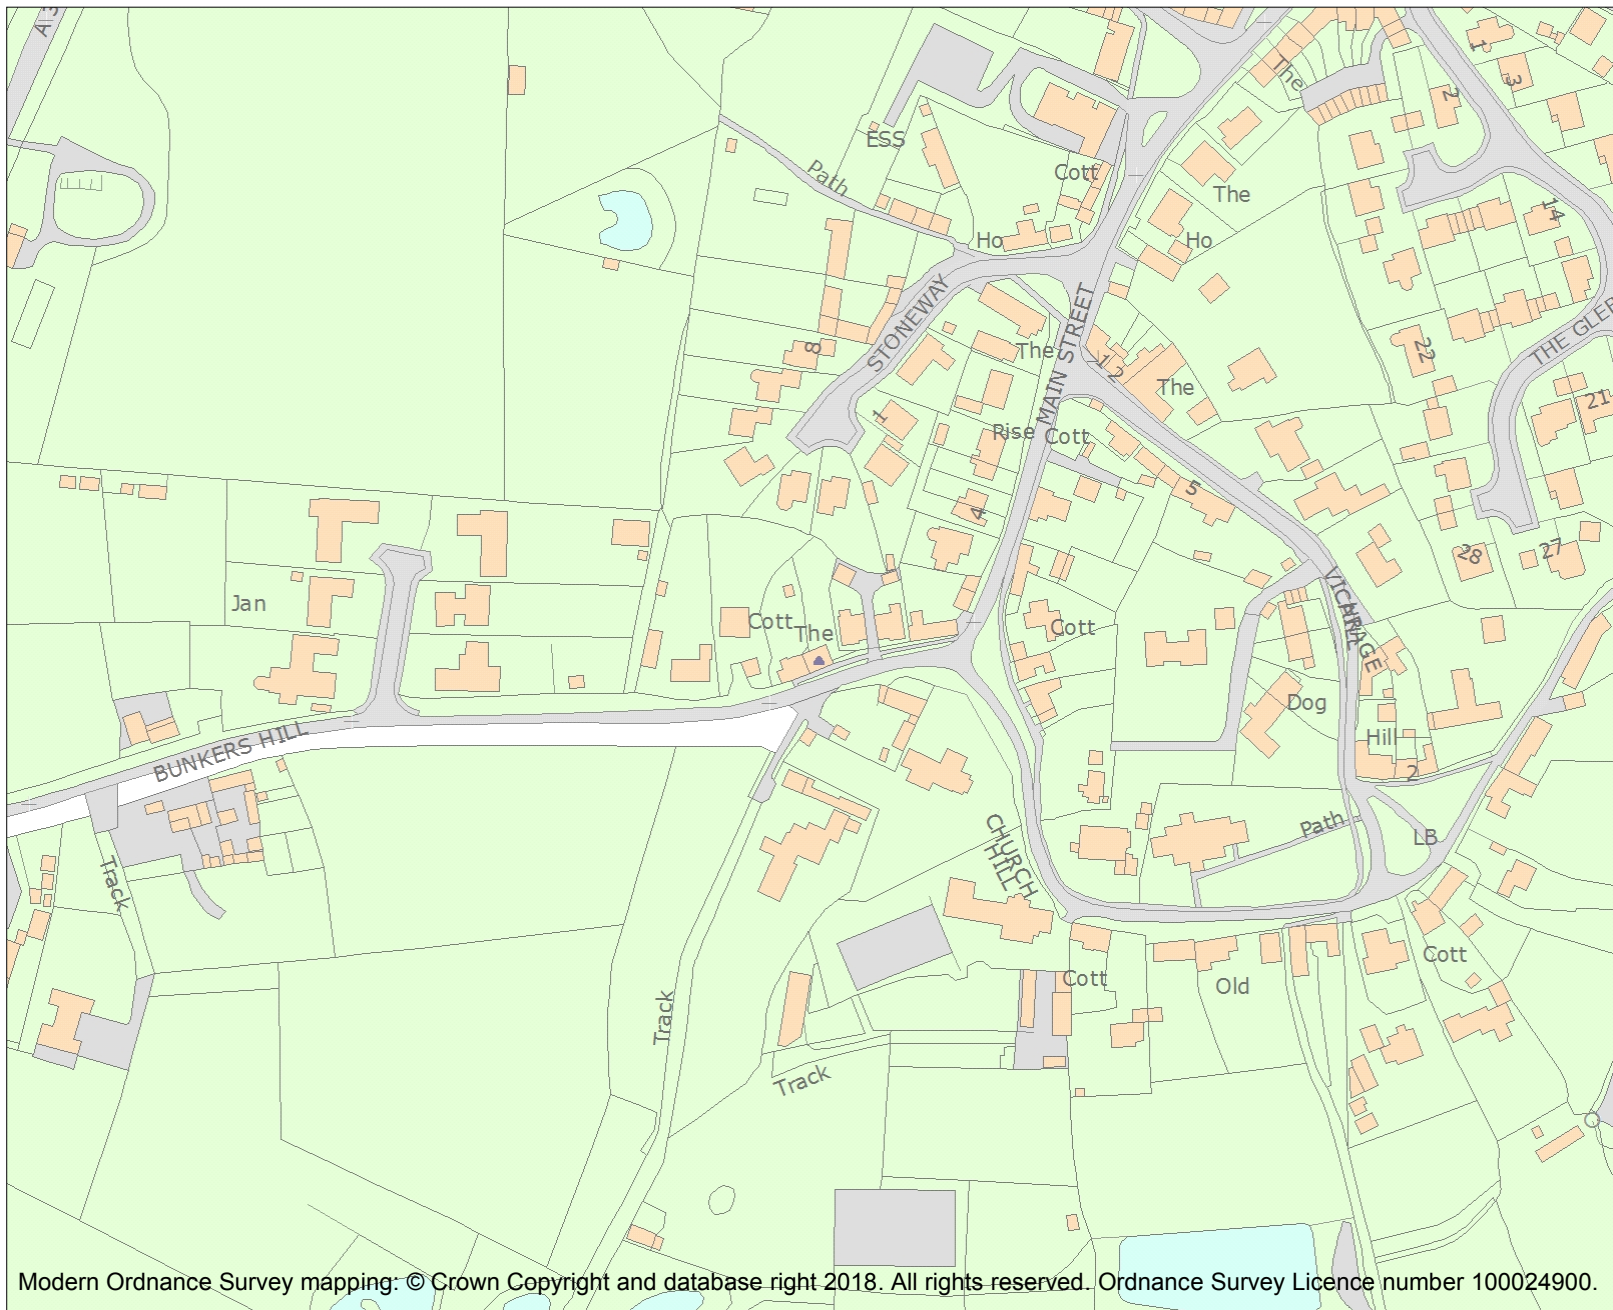 A 3
The
1
3
2
ESS
Path
Cott
The
14
Ho
Ho
STONEWAY
MAIN STREET
8
The
1
2
The
22
THE GLEB
1
Rise
Cott
21
4
5
28
27
Jan
Cott
The
Cott
VICARAGE
HILL
Dog
Hill
2
BUNKERS HILL
CHURCH
HILL
Path
LB
Track
Cott
Cott
Old
Track
Track
Modern Ordnance Survey mapping: © Crown Copyright and database right 2018. All rights reserved. Ordnance Survey Licence number 100024900.